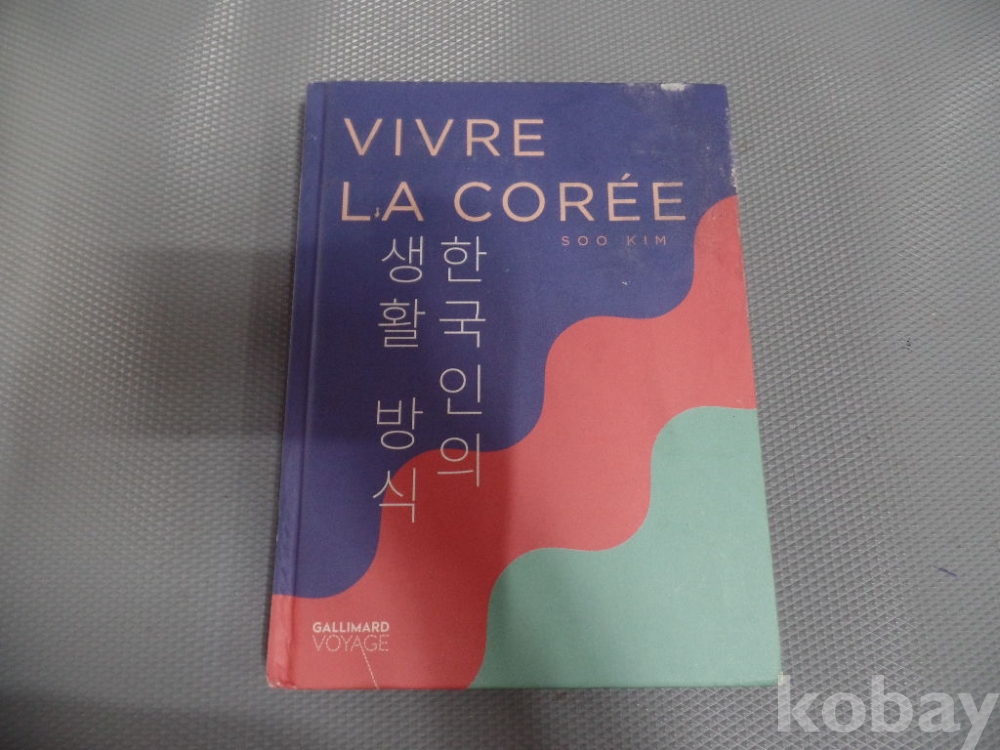 VIVRE
LA CORÉE
SOO KIM
한국인의
생활 방식
GALLIMARD
VOYAGE
kobay